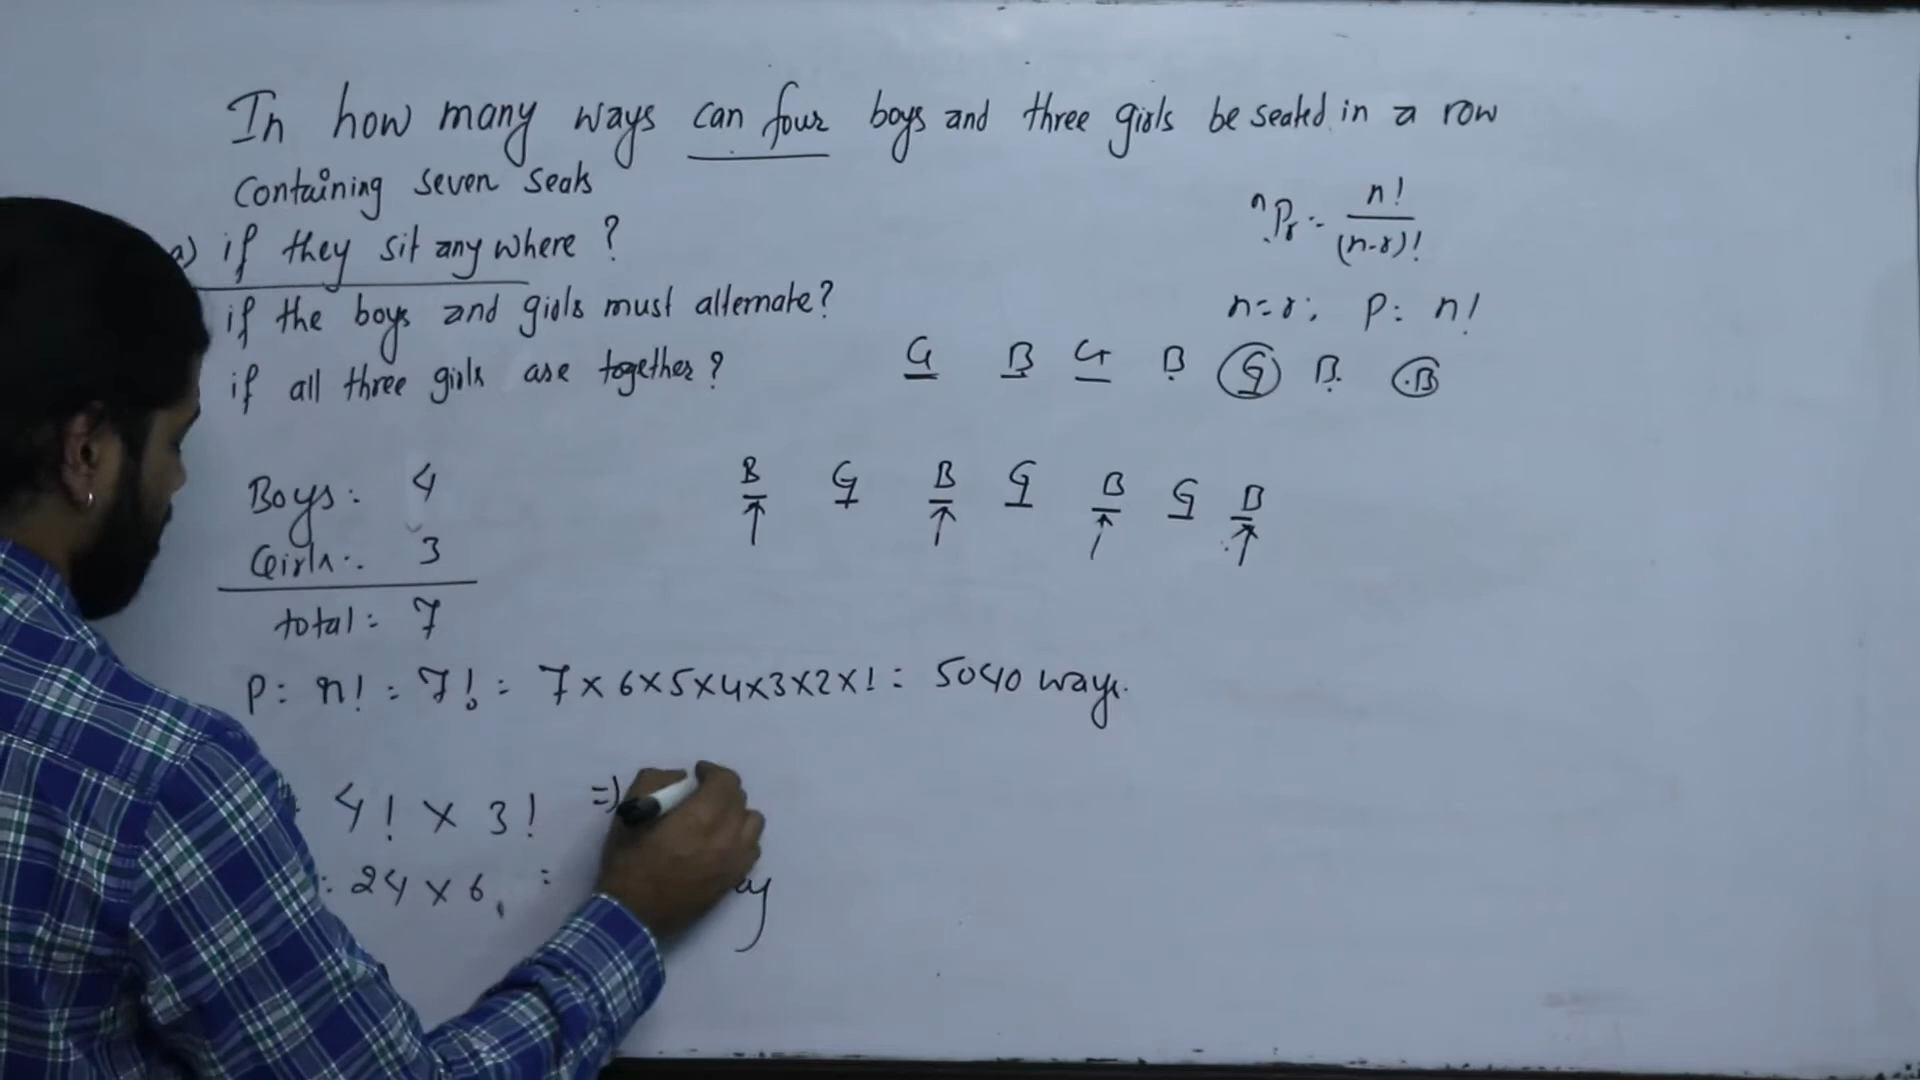 In how many ways can four boys and three girls be seated in a row
containing seven seats
a) if they sit any where ?
if the boys and girls must alternate?
if all three girls are together ?
nPr = n! / (n-r)!
n=r; P: n!
G B G B G B B
Boys: 4
Girls: 3
total: 7
B G B G B G B
P: n! = 7! = 7 x 6 x 5 x 4 x 3 x 2 x 1 = 5040 ways.
4! x 3! =>
: 24 x 6 =